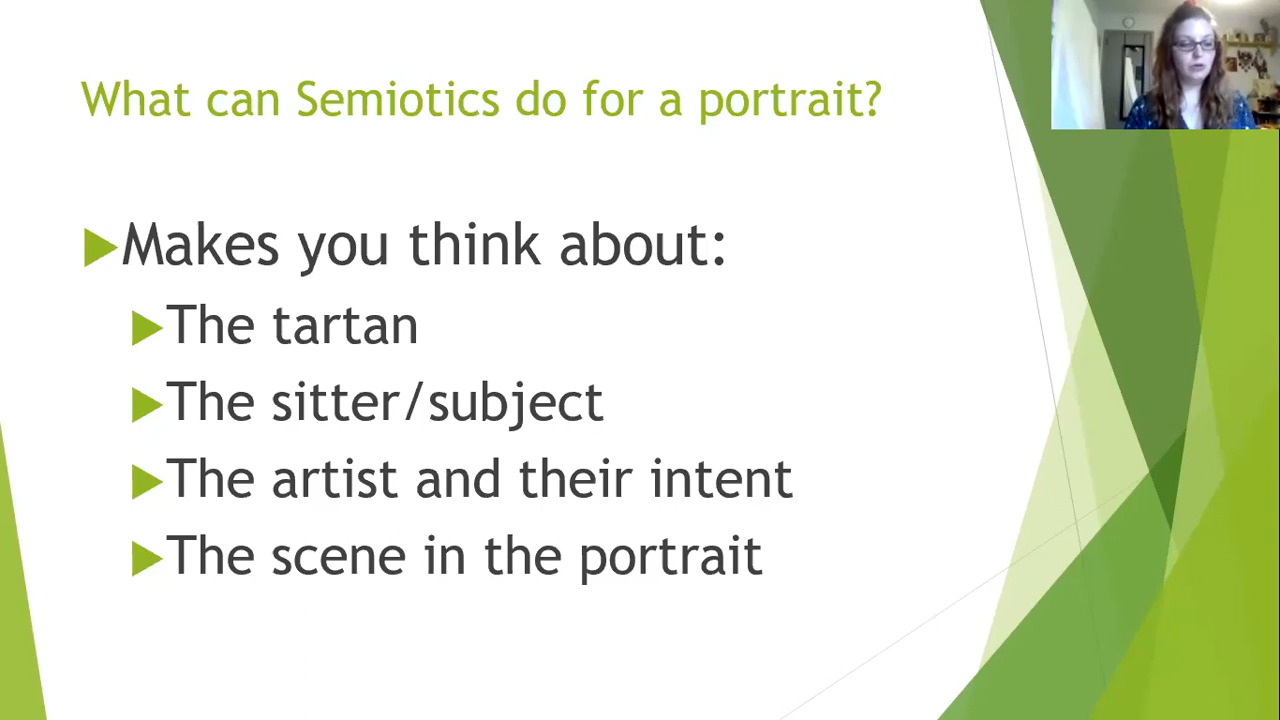 What can Semiotics do for a portrait?
Makes you think about:
The tartan
The sitter/subject
The artist and their intent
The scene in the portrait